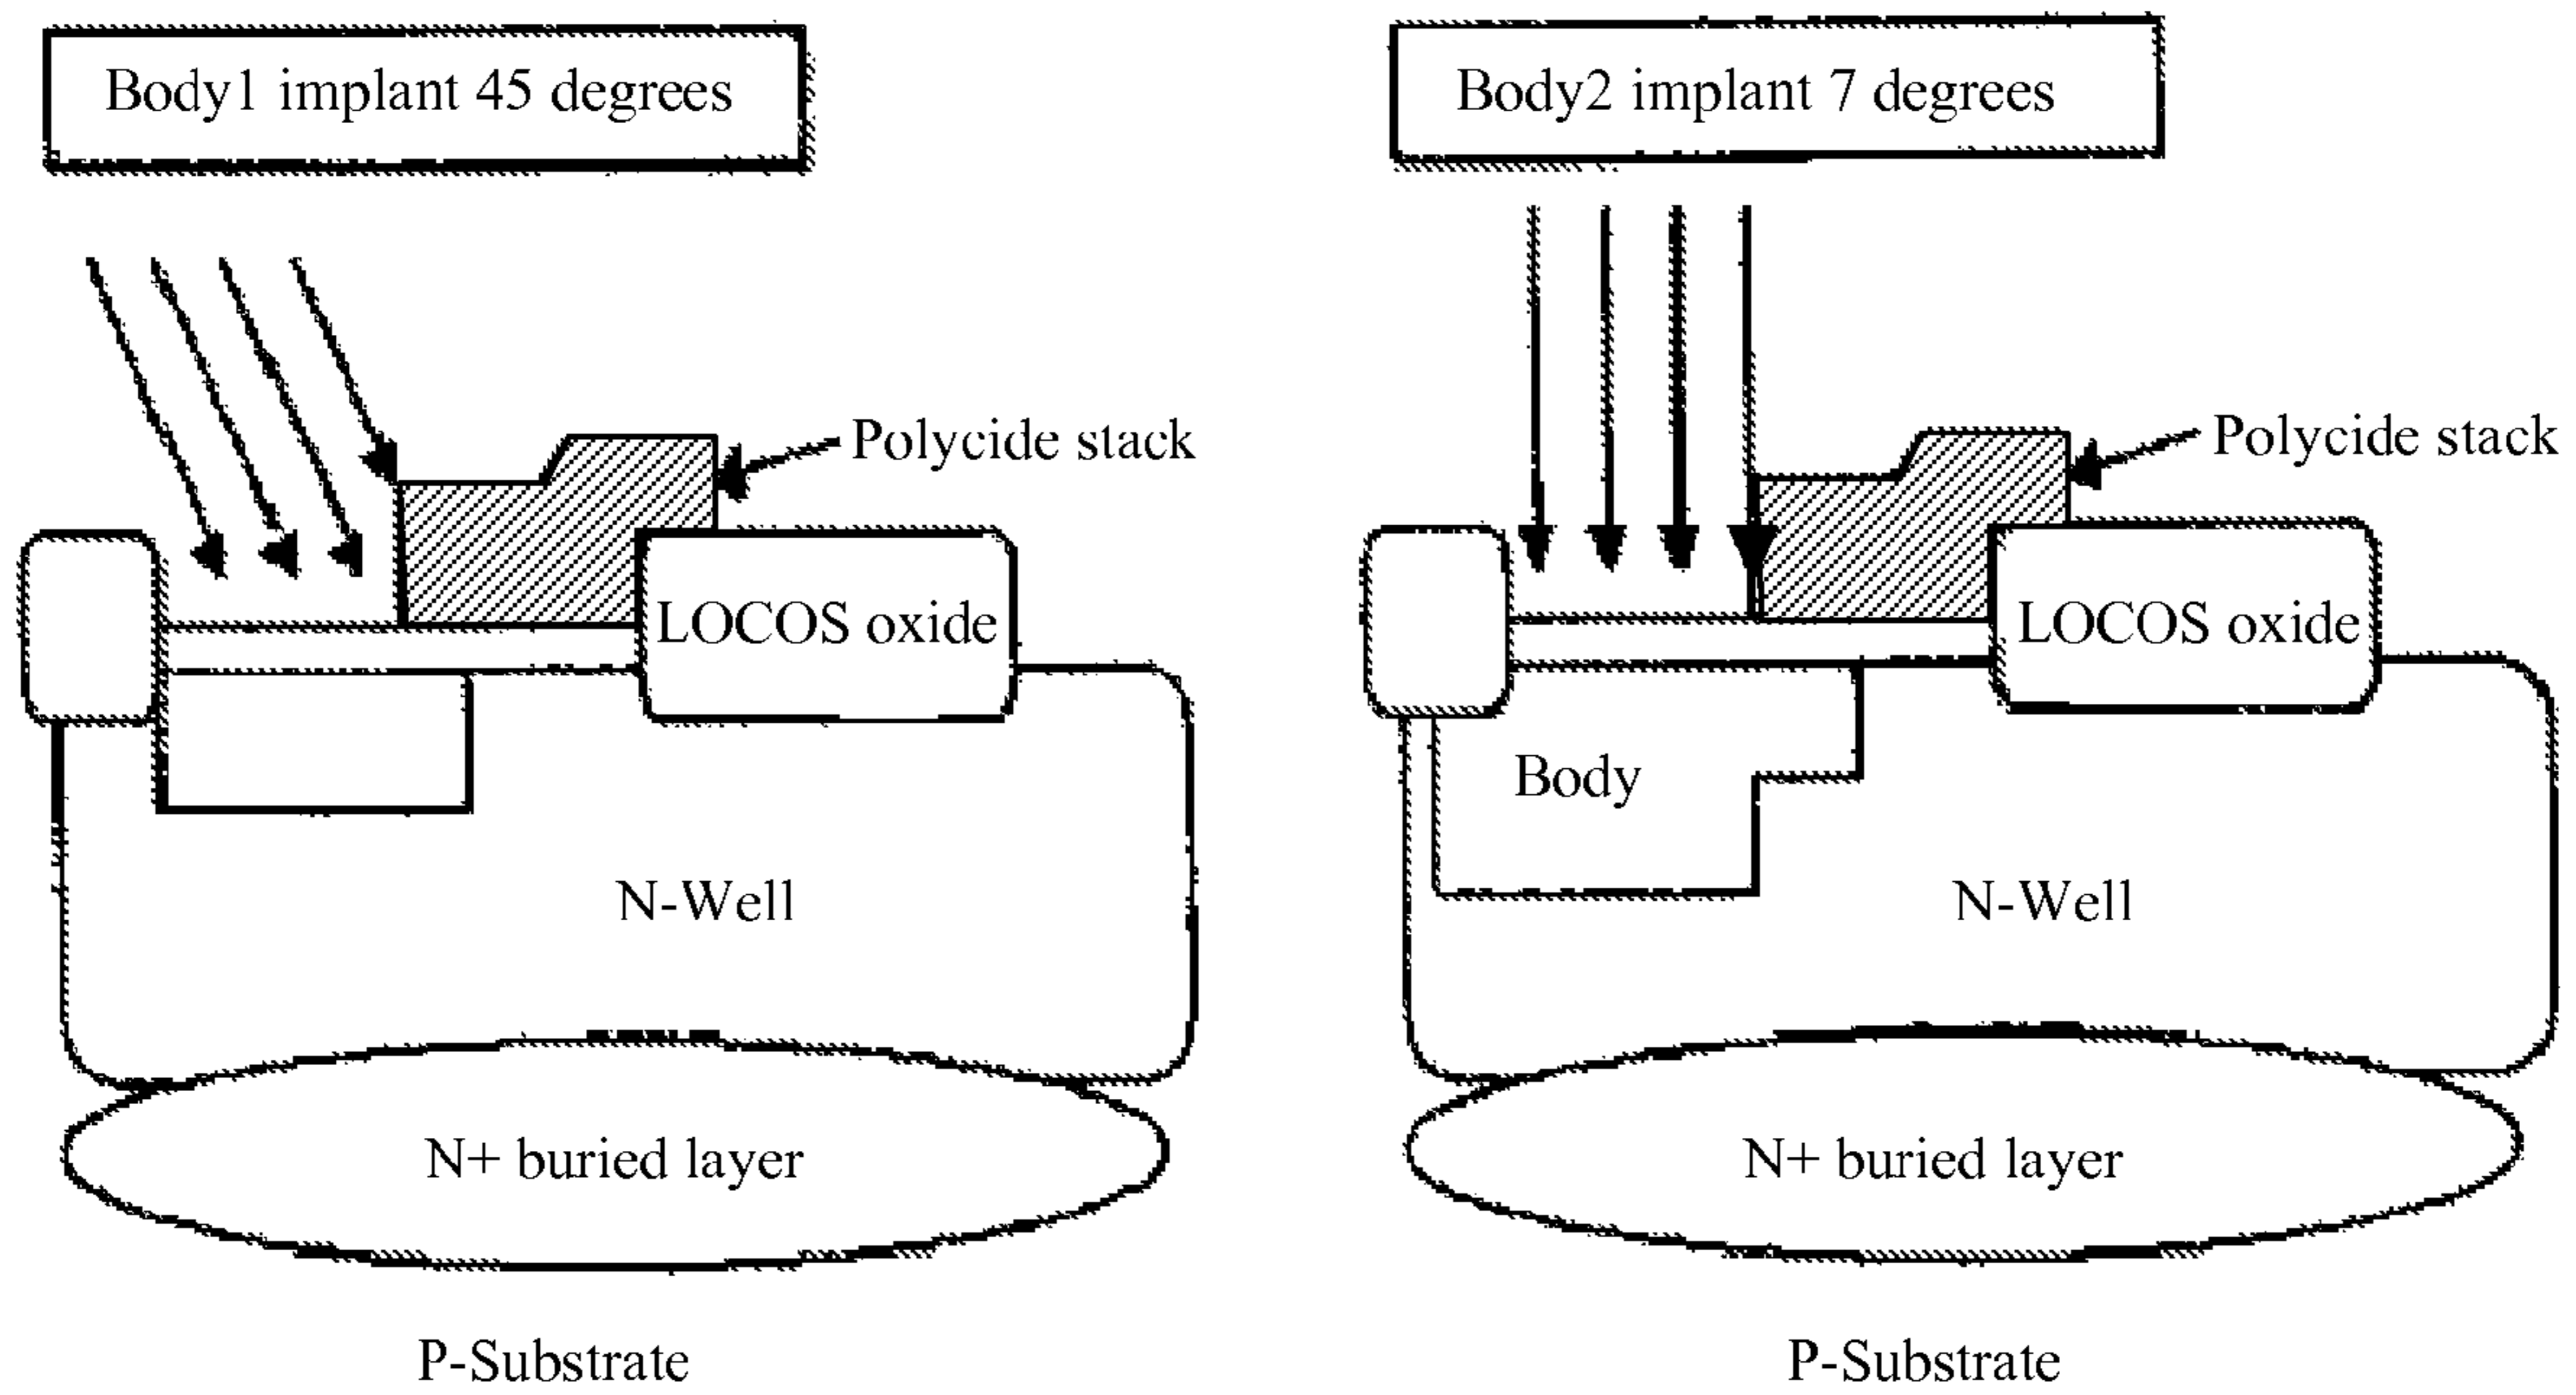 Body1 implant 45 degrees
Polycide stack
LOCOS oxide
N-Well
N+ buried layer
P-Substrate
Body2 implant 7 degrees
Polycide stack
LOCOS oxide
Body
N-Well
N+ buried layer
P-Substrate